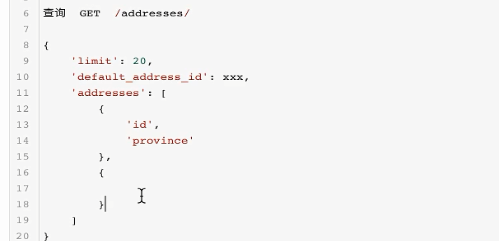 6 查询 GET /addresses/
7
8 {
9 'limit': 20,
10 'default_address_id': xxx,
11 'addresses': [
12 {
13 'id',
14 'province'
15 },
16 {
17
18 }
19 ]
20 }